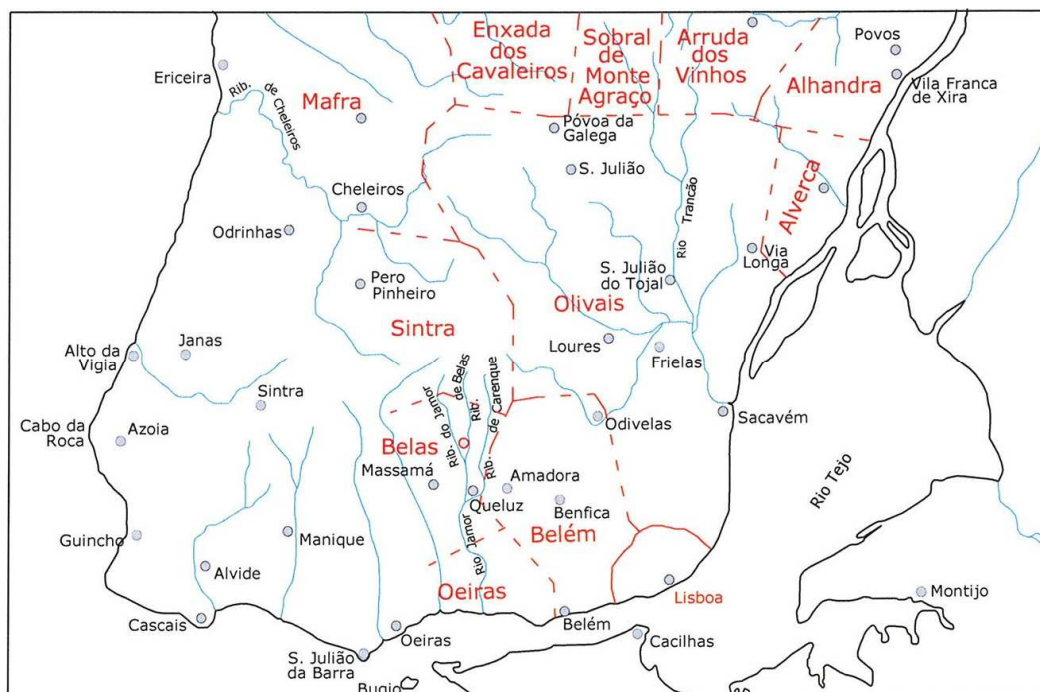 Enxada
dos
Cavaleiros
Sobral
de
Monte
Agraço
Arruda
dos
Vinhos
Povos
Ericeira
Rib.
de Cheleiros
Mafra
Alhandra
Vila Franca
de Xira
Póvoa da
Galega
S. Julião
Cheleiros
Rio Trancão
Alverca
Odrinhas
Via
Longa
Pero
Pinheiro
S. Julião
do Tojal
Olivais
Sintra
Loures
Frielas
Alto da
Vigia
Janas
Sintra
Rib. do Jamor
de Belas
Rib.
Rib. de Carenque
Odivelas
Sacavém
Cabo da
Roca
Azoia
Belas
Massamá
Amadora
Queluz
Benfica
Rio Tejo
Guincho
Manique
Rio Jamor
Belém
Alvide
Oeiras
Lisboa
Montijo
Cascais
Oeiras
Belém
Cacilhas
S. Julião
da Barra
Bugio